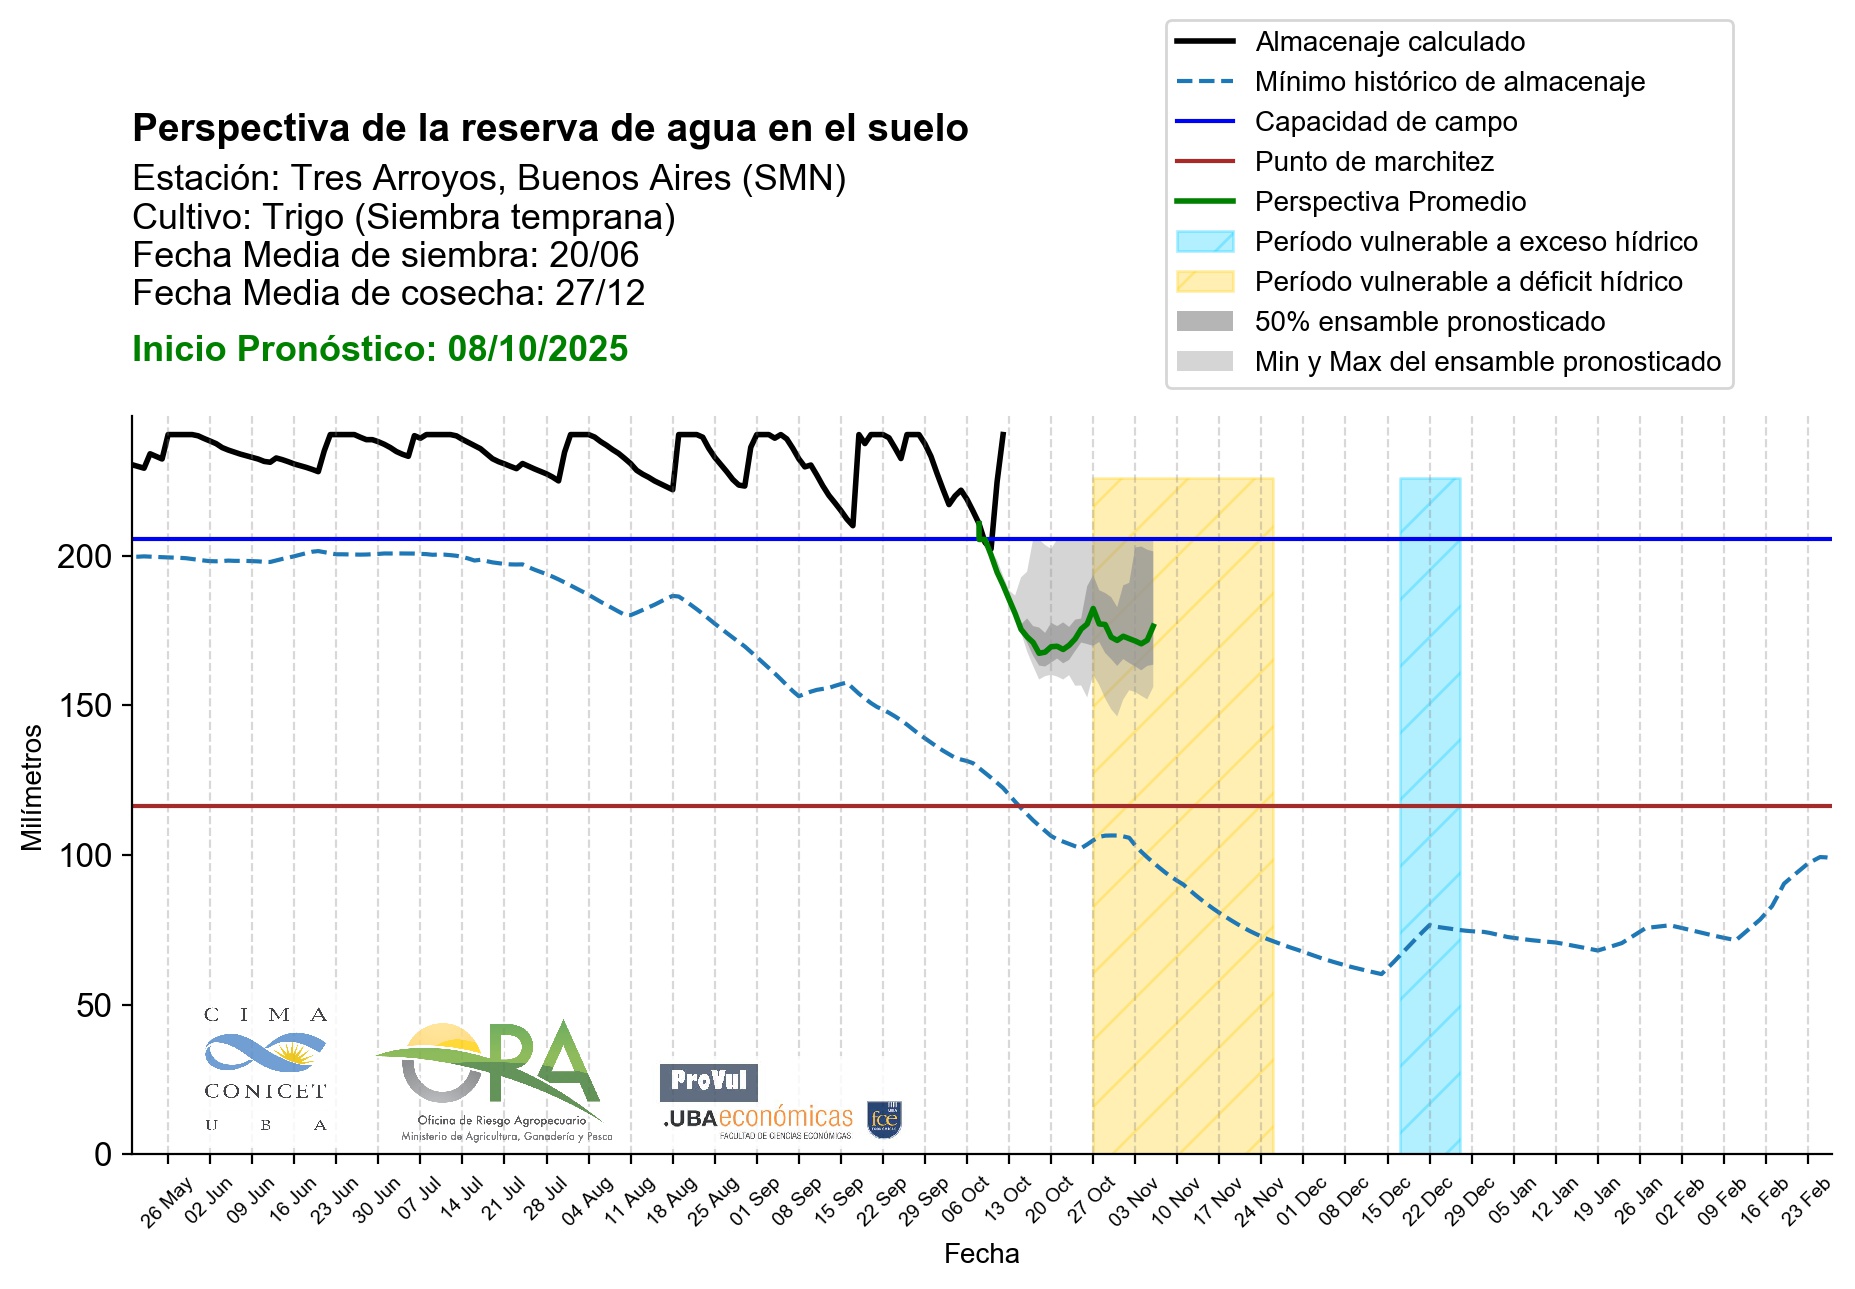 Almacenaje calculado
Mínimo histórico de almacenaje
Capacidad de campo
Punto de marchitez
Perspectiva Promedio
Período vulnerable a exceso hídrico
Período vulnerable a déficit hídrico
50% ensamble pronosticado
Min y Max del ensamble pronosticado
Perspectiva de la reserva de agua en el suelo
Estación: Tres Arroyos, Buenos Aires (SMN)
Cultivo: Trigo (Siembra temprana)
Fecha Media de siembra: 20/06
Fecha Media de cosecha: 27/12
Inicio Pronóstico: 08/10/2025
Milímetros
200
150
100
50
0
C I M A
CONICET
U B A
ORA
Oficina de Riesgo Agropecuario
Ministerio de Agricultura, Ganadería y Pesca
ProVul
.UBAeconómicas
FACULTAD DE CIENCIAS ECONÓMICAS
UBA
fce
26 May
02 Jun
09 Jun
16 Jun
23 Jun
30 Jun
07 Jul
14 Jul
21 Jul
28 Jul
04 Aug
11 Aug
18 Aug
25 Aug
01 Sep
08 Sep
15 Sep
22 Sep
29 Sep
06 Oct
13 Oct
20 Oct
27 Oct
03 Nov
10 Nov
17 Nov
24 Nov
01 Dec
08 Dec
15 Dec
22 Dec
29 Dec
05 Jan
12 Jan
19 Jan
26 Jan
02 Feb
09 Feb
16 Feb
23 Feb
Fecha